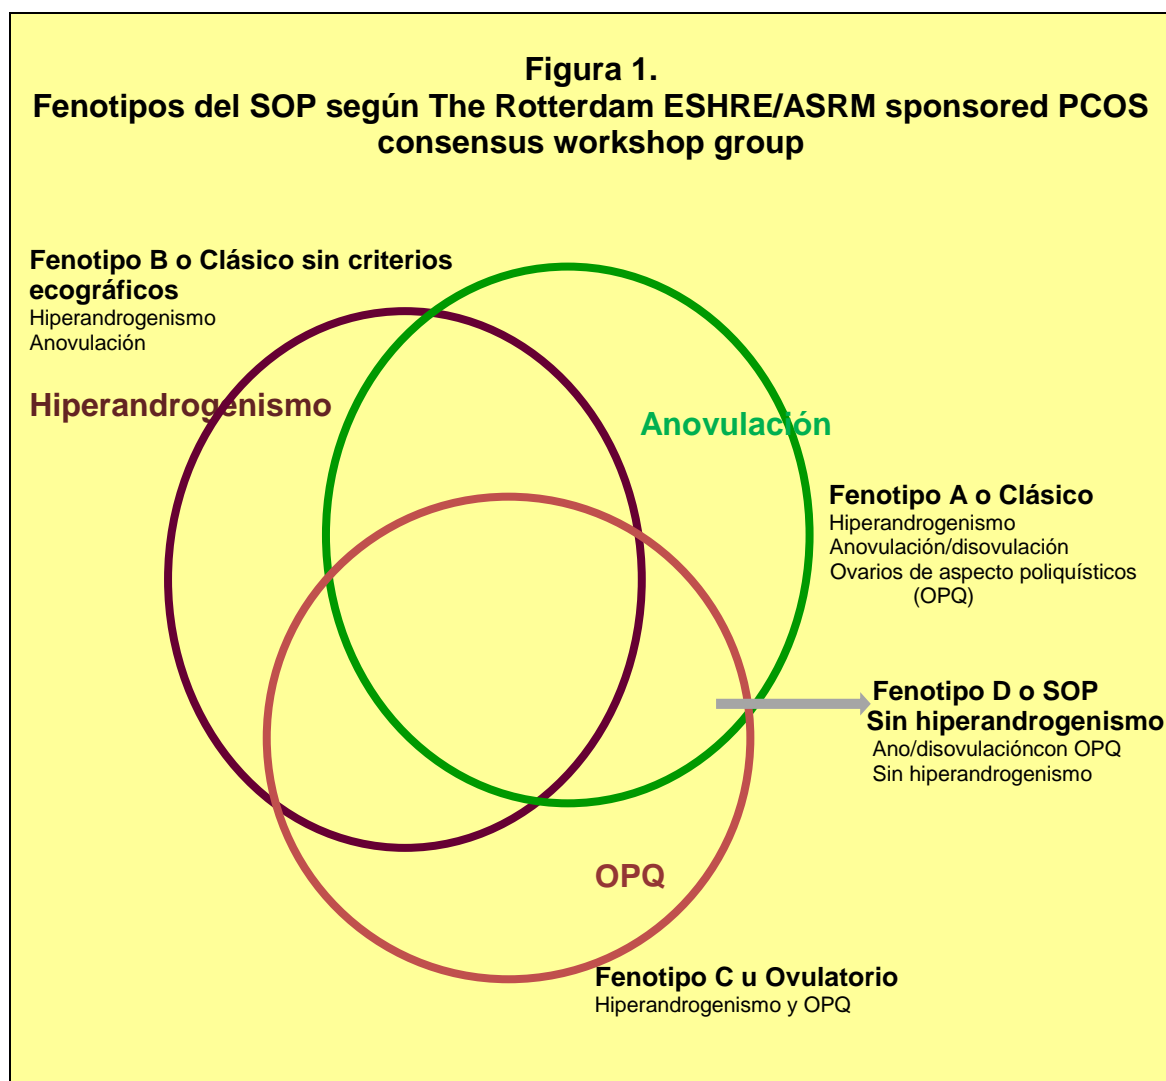 Figura 1.
Fenotipos del SOP según The Rotterdam ESHRE/ASRM sponsored PCOS
consensus workshop group
Fenotipo B o Clásico sin criterios
ecográficos
Hiperandrogenismo
Anovulación
Hiperandrogenismo
Anovulación
Fenotipo A o Clásico
Hiperandrogenismo
Anovulación/disovulación
Ovarios de aspecto poliquísticos
(OPQ)
Fenotipo D o SOP
Sin hiperandrogenismo
Ano/disovulacióncon OPQ
Sin hiperandrogenismo
OPQ
Fenotipo C u Ovulatorio
Hiperandrogenismo y OPQ